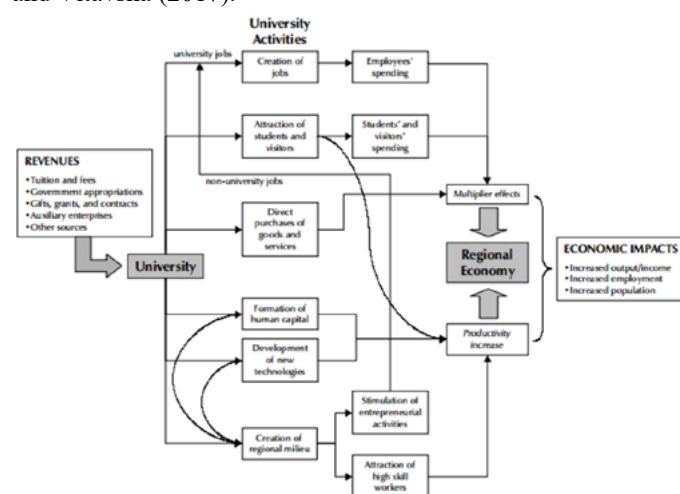 University
Activities
university jobs
Creation of
jobs
Employees'
spending
Attraction of
students and
visitors
Students' and
visitors'
spending
REVENUES
•Tuition and fees
•Government appropriations
•Gifts, grants, and contracts
•Auxiliary enterprises
•Other sources
non-university jobs
Direct
purchases of
goods and
services
Multiplier effects
University
Regional
Economy
ECONOMIC IMPACTS
•Increased output/income
•Increased employment
•Increased population
Formation of
human capital
Development
of new
technologies
Productivity
increase
Creation of
regional milieu
Stimulation of
entrepreneurial
activities
Attraction of
high skill
workers